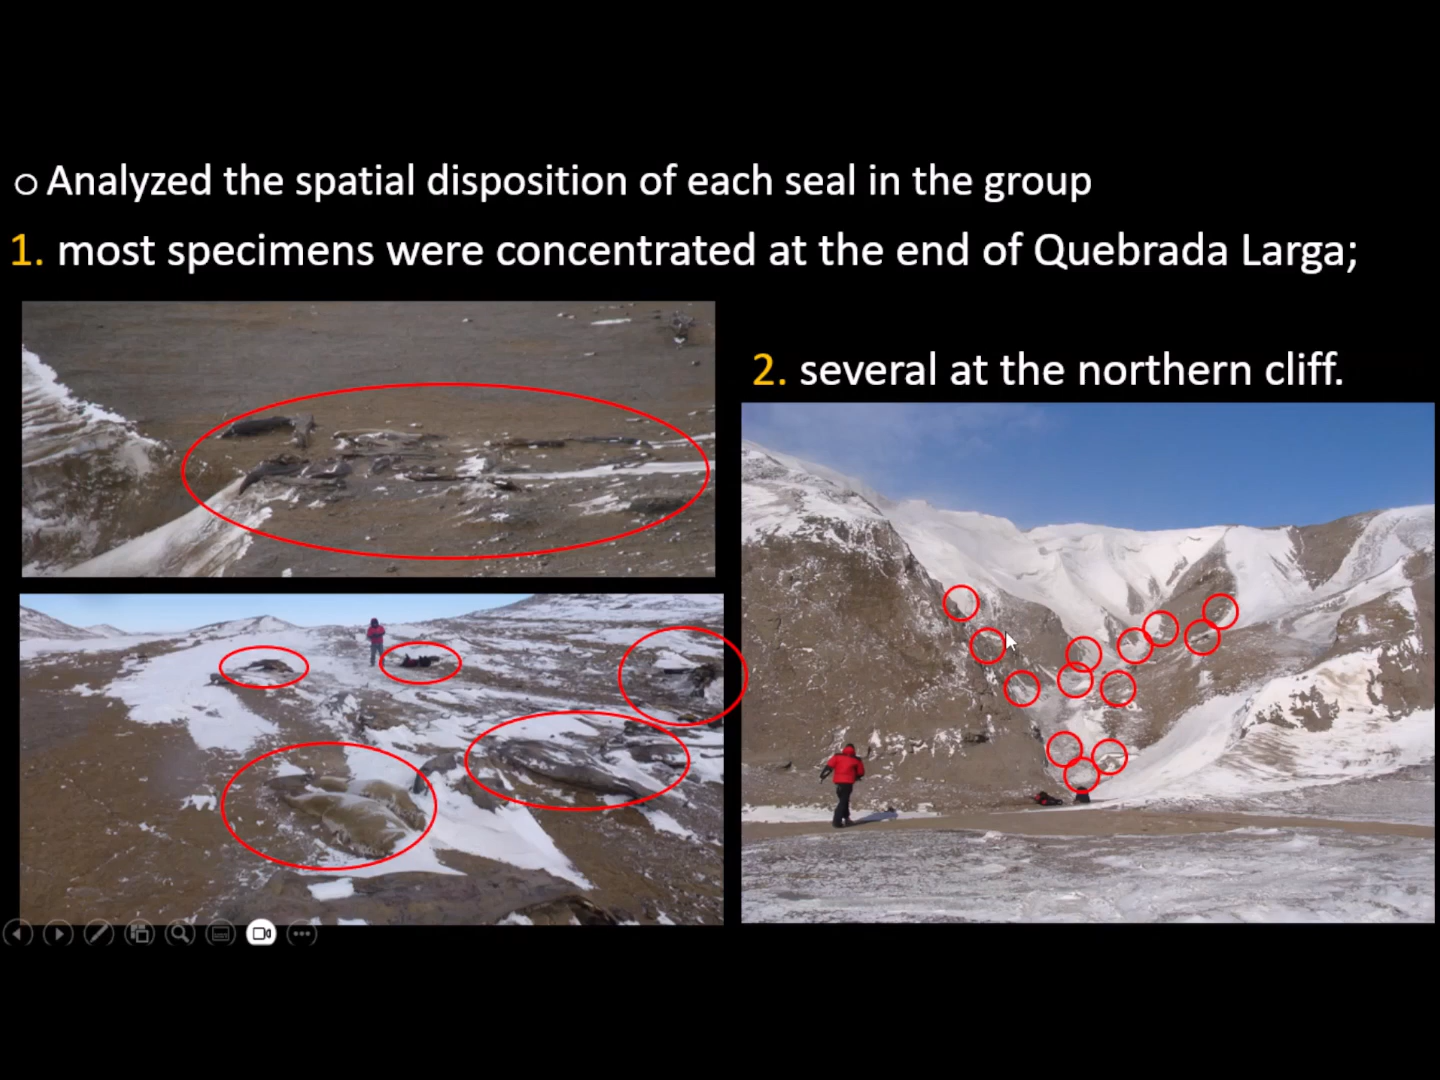 ○ Analyzed the spatial disposition of each seal in the group
1. most specimens were concentrated at the end of Quebrada Larga;
2. several at the northern cliff.